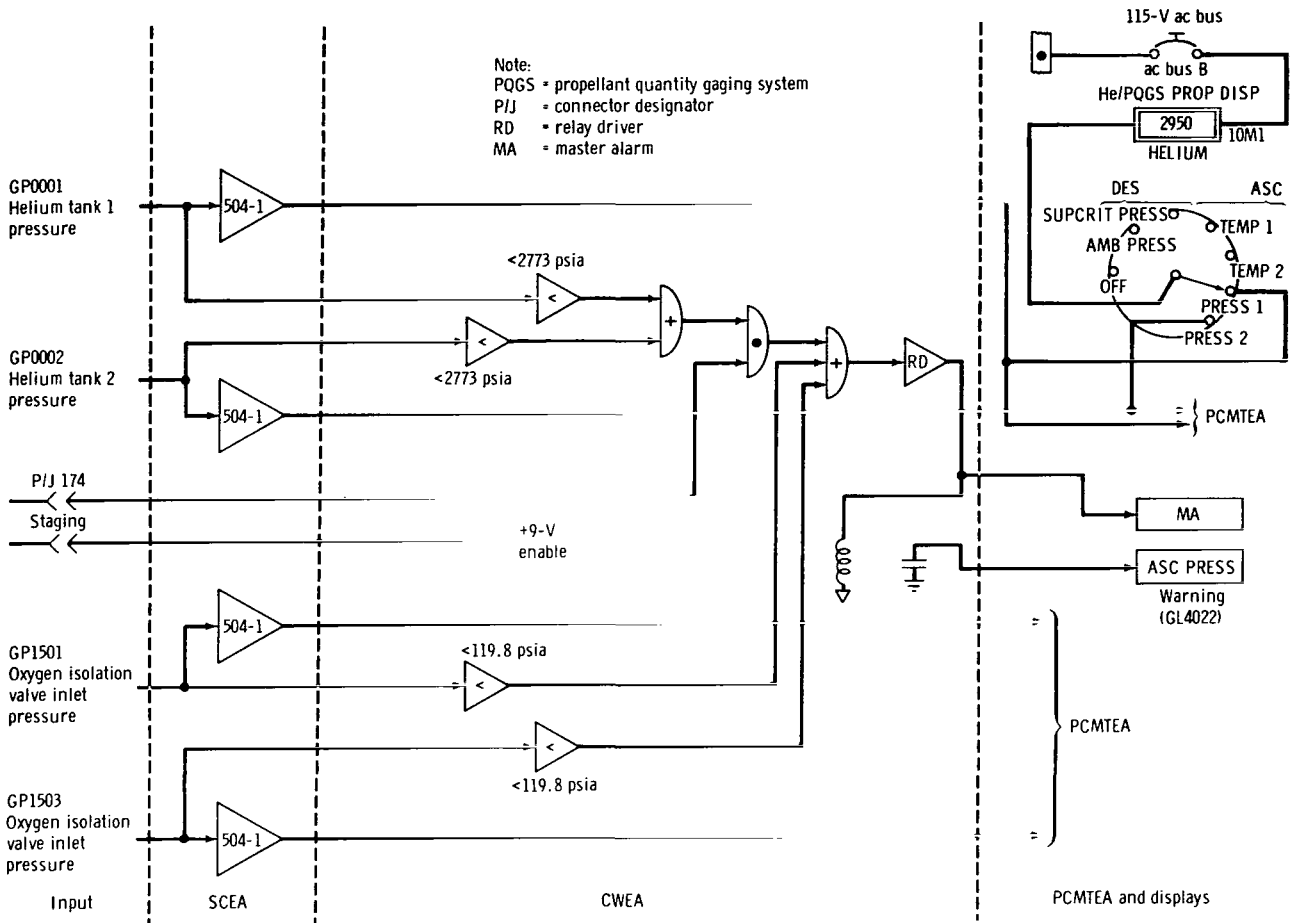 115-V ac bus
ac bus B
He/PQGS PROP DISP
2950
10M1
HELIUM
Note:
PQGS = propellant quantity gaging system
P/J = connector designator
RD = relay driver
MA = master alarm
DES
ASC
SUPCRIT PRESS
TEMP 1
AMB PRESS
TEMP 2
OFF
PRESS 1
PRESS 2
PCMTEA
GP0001
Helium tank 1
pressure
504-1
<2773 psia
<
+
GP0002
Helium tank 2
pressure
<
<2773 psia
504-1
+
RD
P/J 174
Staging
+9-V
enable
MA
ASC PRESS
Warning
(GL4022)
GP1501
Oxygen isolation
valve inlet
pressure
504-1
<119.8 psia
<
PCMTEA
GP1503
Oxygen isolation
valve inlet
pressure
<
<119.8 psia
504-1
Input
SCEA
CWEA
PCMTEA and displays